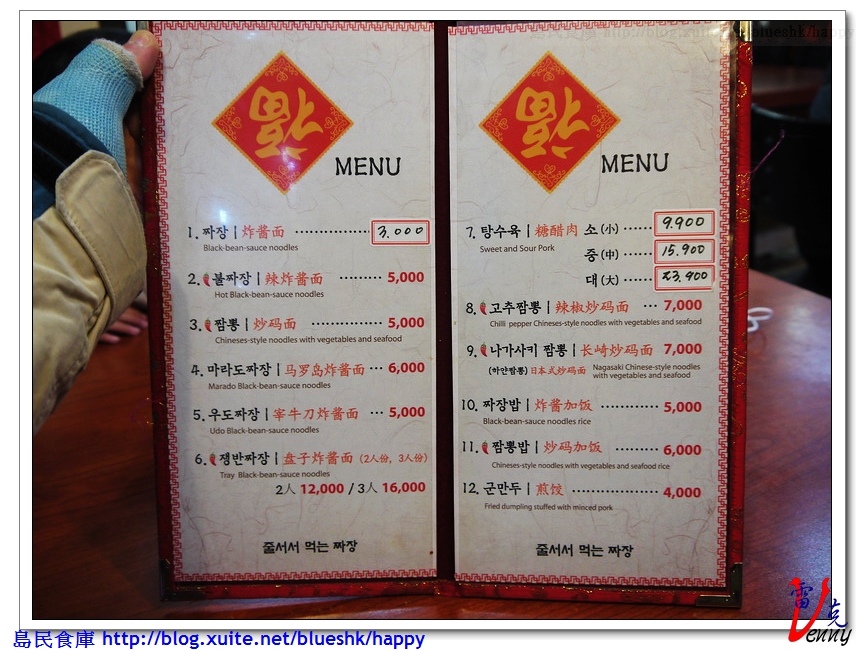 福
MENU
1. 짜장 | 炸酱面 ·················· 3.000
Black-bean-sauce noodles
2. 불짜장 | 辣炸酱面 ·········· 5,000
Hot Black-bean-sauce noodles
3. 짬뽕 | 炒码面 ················ 5,000
Chineses-style noodles with vegetables and seafood
4. 마라도짜장 | 马罗岛炸酱面 ··· 6,000
Marado Black-bean-sauce noodles
5. 우도짜장 | 宰牛刀炸酱面 ··· 5,000
Udo Black-bean-sauce noodles
6. 쟁반짜장 | 盘子炸酱面 (2人份, 3人份)
Tray Black-bean-sauce noodles
2人 12,000 / 3人 16,000
줄서서 먹는 짜장
福
MENU
7. 탕수육 | 糖醋肉 소(小) ······ 9.900
Sweet and Sour Pork
중(中) ······ 15.900
대(大) ······ 23.900
8. 고추짬뽕 | 辣椒炒码面 ··· 7,000
Chilli pepper Chineses-style noodles with vegetables and seafood
9. 나가사키 짬뽕 | 长崎炒码面 7,000
(하얀짬뽕) 日本式炒码面 Nagasaki Chinese-style noodles
with vegetables and seafood
10. 짜장밥 | 炸酱加饭 ············ 5,000
Black-bean-sauce noodles rice
11. 짬뽕밥 | 炒码加饭 ·········· 6,000
Chineses-style noodles with vegetables and seafood rice
12. 군만두 | 煎饺 ·················· 4,000
Fried dumpling stuffed with minced pork
줄서서 먹는 짜장
雷克
Venny
島民食庫 http://blog.xuite.net/blueshk/happy